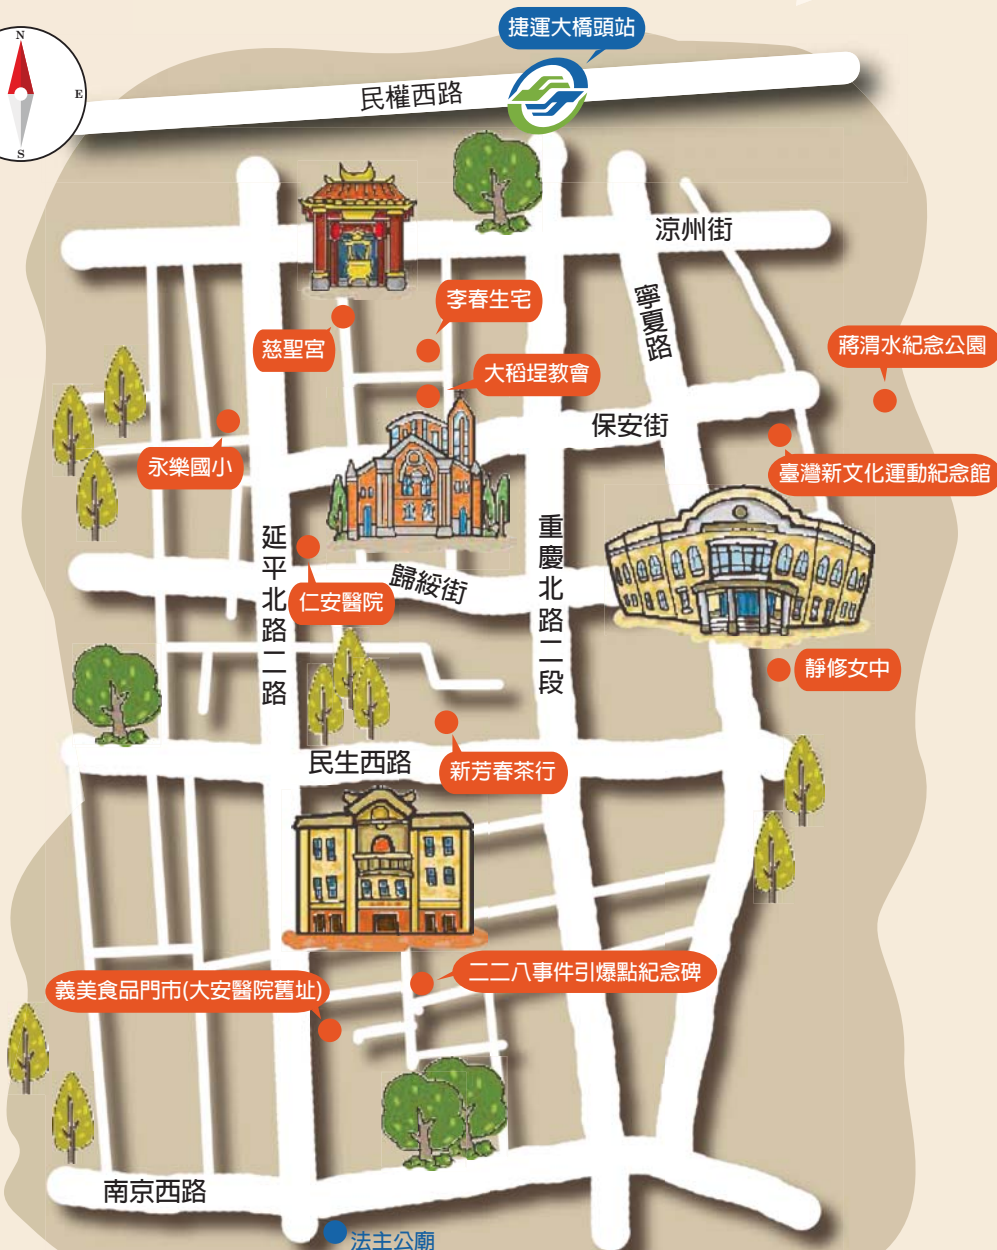 捷運大橋頭站
N
E
S
民權西路
涼州街
寧夏路
李春生宅
慈聖宮
蔣渭水紀念公園
大稻埕教會
保安街
永樂國小
臺灣新文化運動紀念館
延平北路二路
重慶北路二段
歸綏街
仁安醫院
靜修女中
民生西路
新芳春茶行
二二八事件引爆點紀念碑
義美食品門市(大安醫院舊址)
南京西路
法主公廟